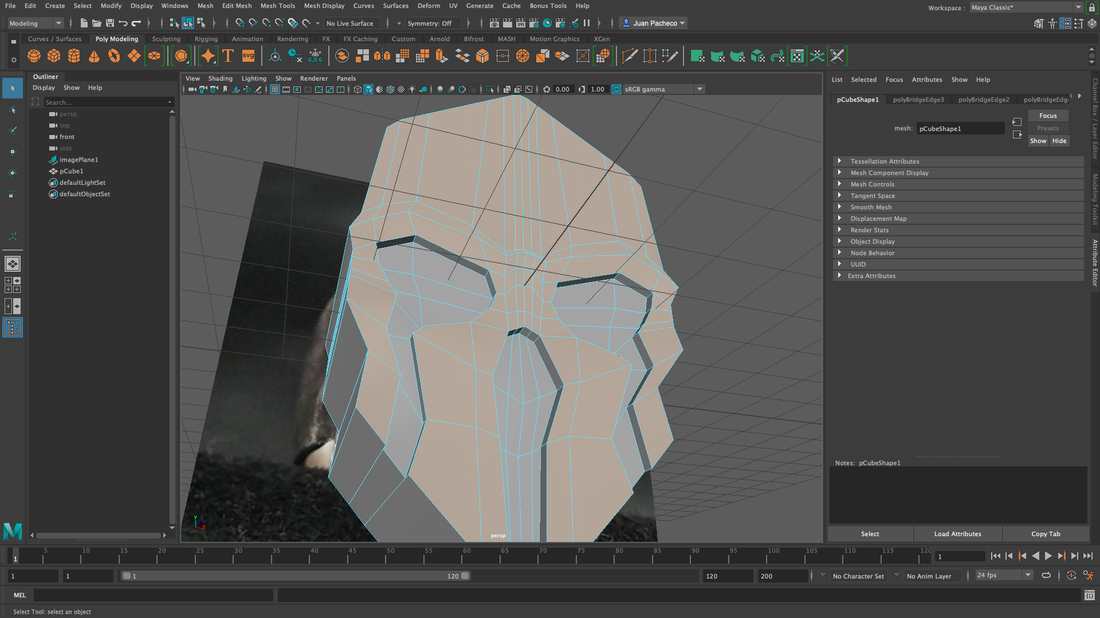 File Edit Create Select Modify Display Windows Mesh Edit Mesh Mesh Tools Mesh Display Curves Surfaces Deform UV Generate Cache Bonus Tools Help
Workspace : Maya Classic*
Modeling No Live Surface Symmetry: Off Juan Pacheco
Curves / Surfaces Poly Modeling Sculpting Rigging Animation Rendering FX FX Caching Custom Arnold Bifrost MASH Motion Graphics XGen
Outliner
Display Show Help
Search...
persp
top
front
side
imagePlane1
pCube1
defaultLightSet
defaultObjectSet
View Shading Lighting Show Renderer Panels
0.00 1.00 sRGB gamma
persp
List Selected Focus Attributes Show Help
pCubeShape1 polyBridgeEdge3 polyBridgeEdge2 polyBridgeEdg
mesh: pCubeShape1
Focus
Presets
Show Hide
Tessellation Attributes
Mesh Component Display
Mesh Controls
Tangent Space
Smooth Mesh
Displacement Map
Render Stats
Object Display
Node Behavior
UUID
Extra Attributes
Notes: pCubeShape1
Select Load Attributes Copy Tab
Channel Box / Layer Editor
Modeling Toolkit
Attribute Editor
1 5 10 15 20 25 30 35 40 45 50 55 60 65 70 75 80 85 90 95 100 105 110 115 120
1
1 1 1 120 120 200 No Character Set No Anim Layer 24 fps
MEL
Select Tool: select an object